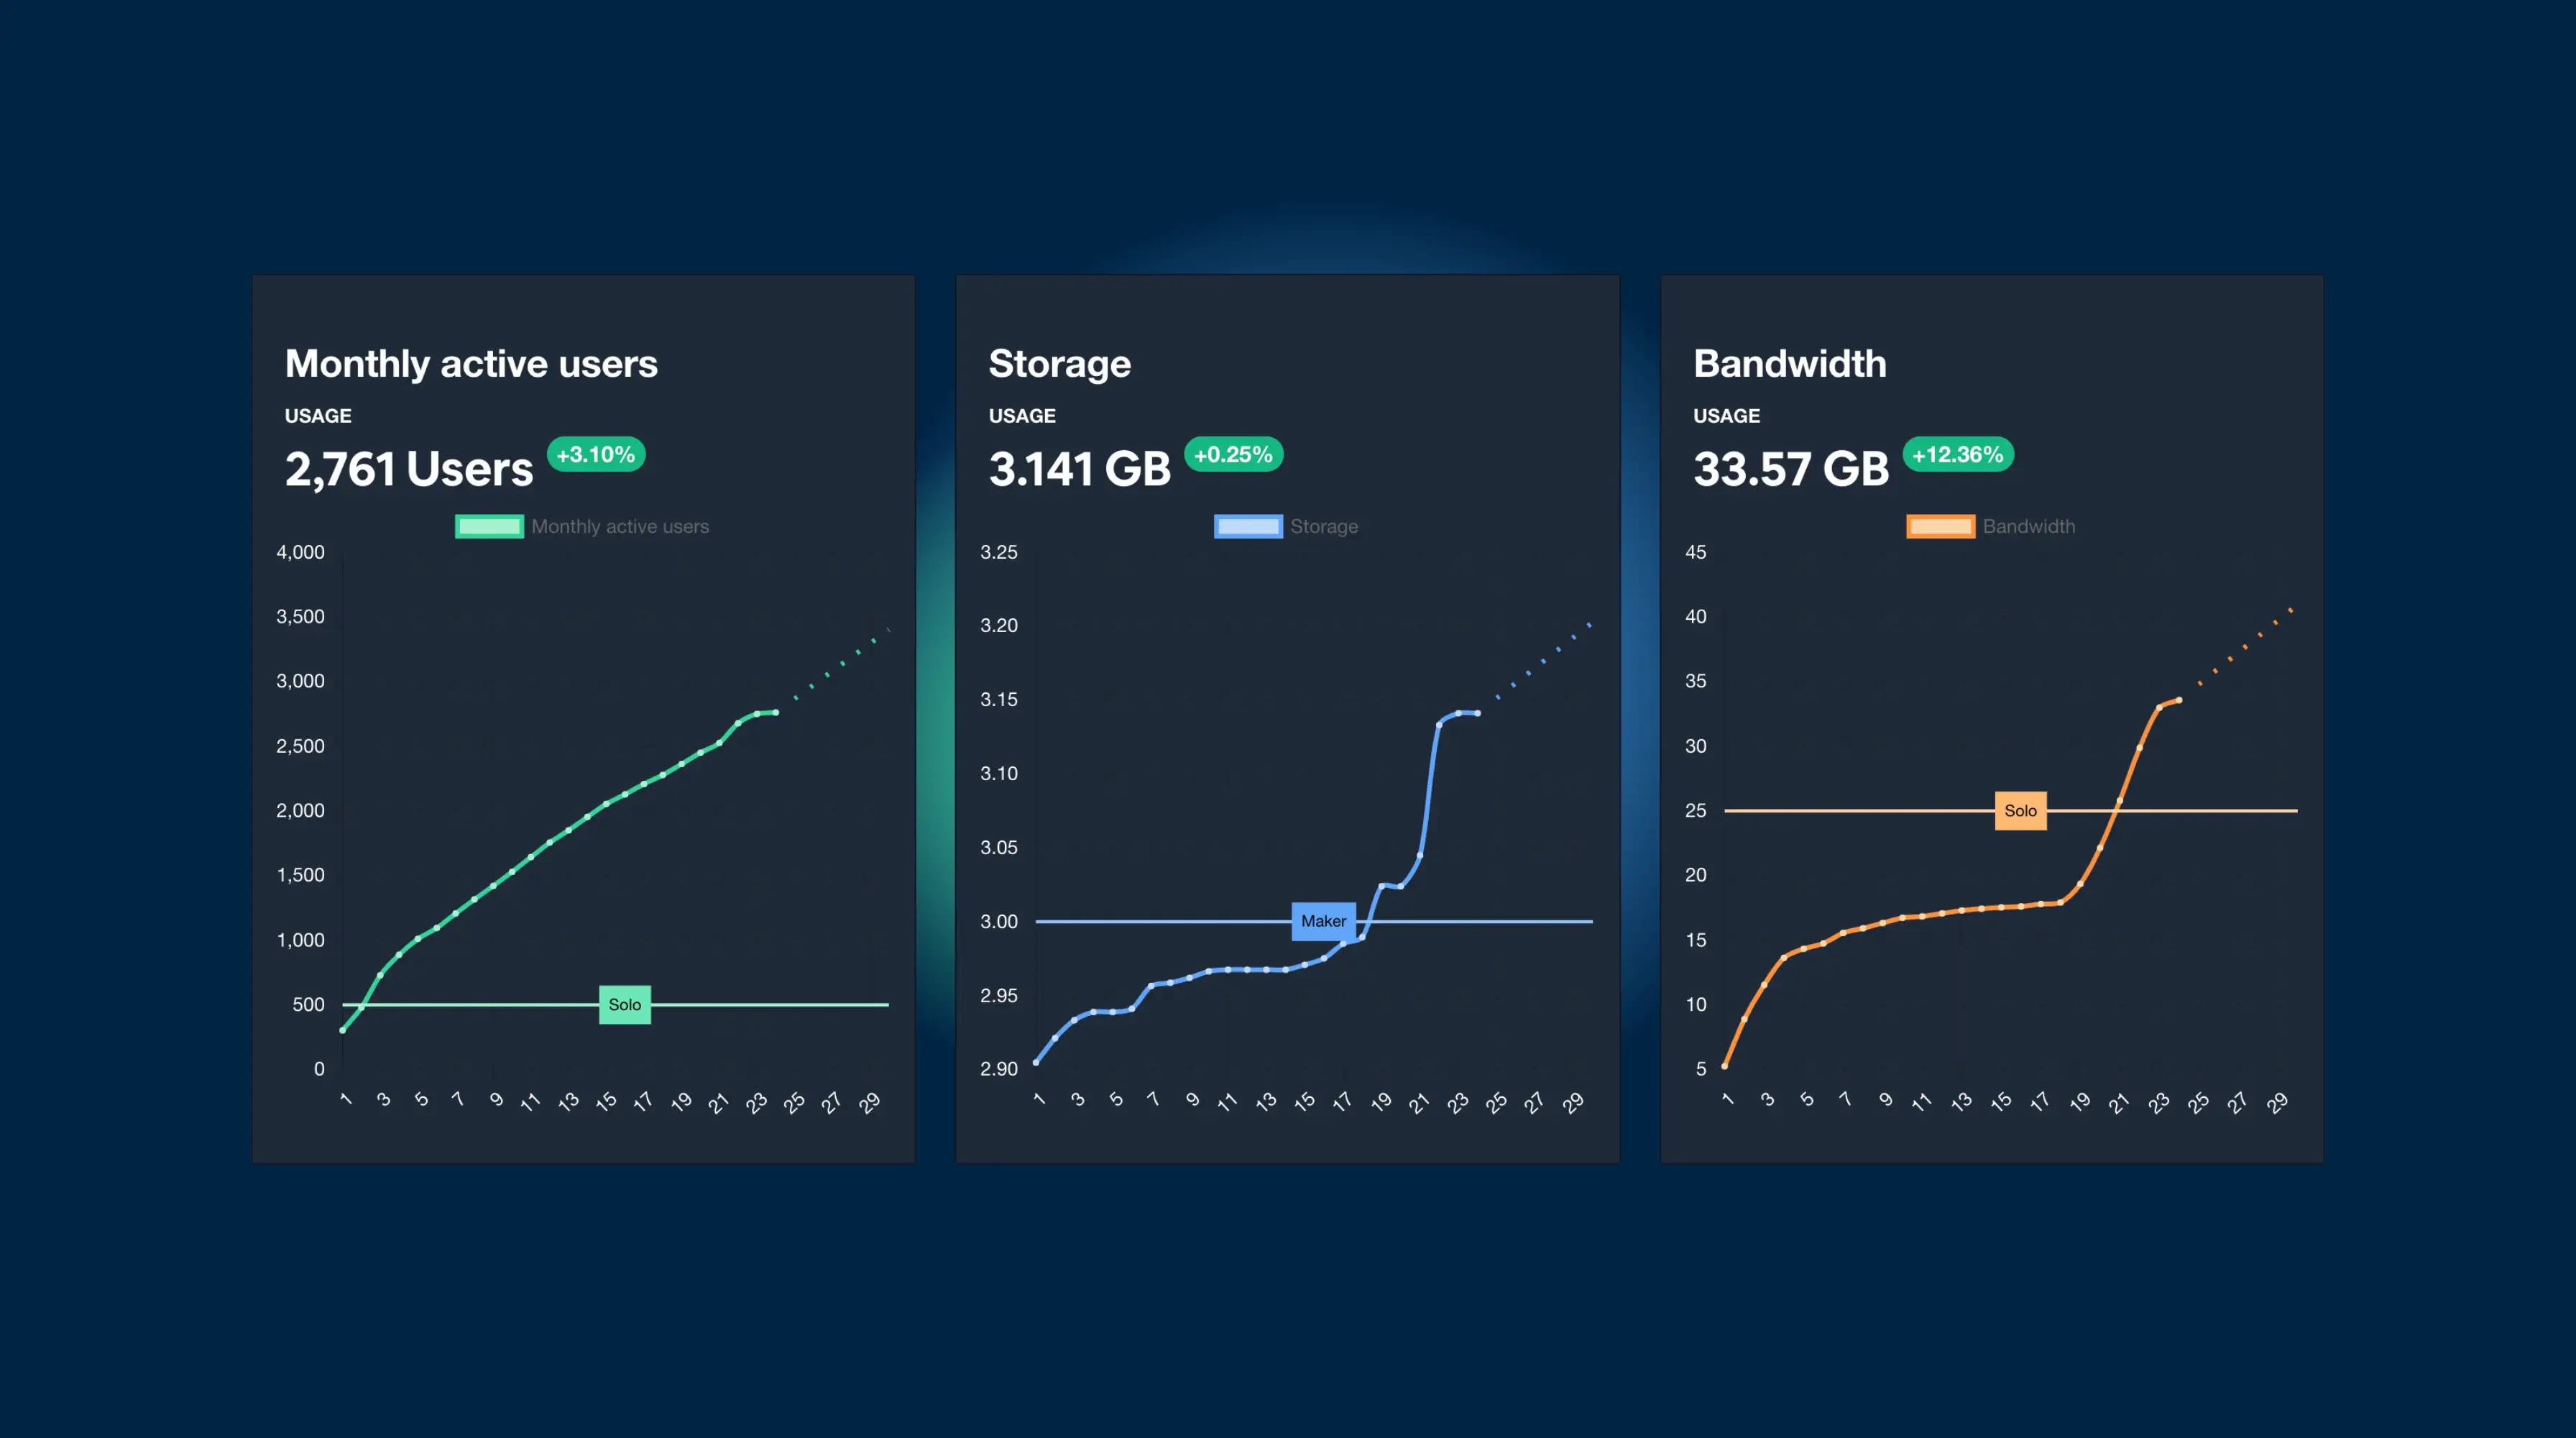 Monthly active users
USAGE
2,761 Users +3.10%
Monthly active users
4,000
3,500
3,000
2,500
2,000
1,500
1,000
500
0
Solo
1 3 5 7 9 11 13 15 17 19 21 23 25 27 29
Storage
USAGE
3.141 GB +0.25%
Storage
3.25
3.20
3.15
3.10
3.05
3.00
2.95
2.90
Maker
1 3 5 7 9 11 13 15 17 19 21 23 25 27 29
Bandwidth
USAGE
33.57 GB +12.36%
Bandwidth
45
40
35
30
25
20
15
10
5
Solo
1 3 5 7 9 11 13 15 17 19 21 23 25 27 29